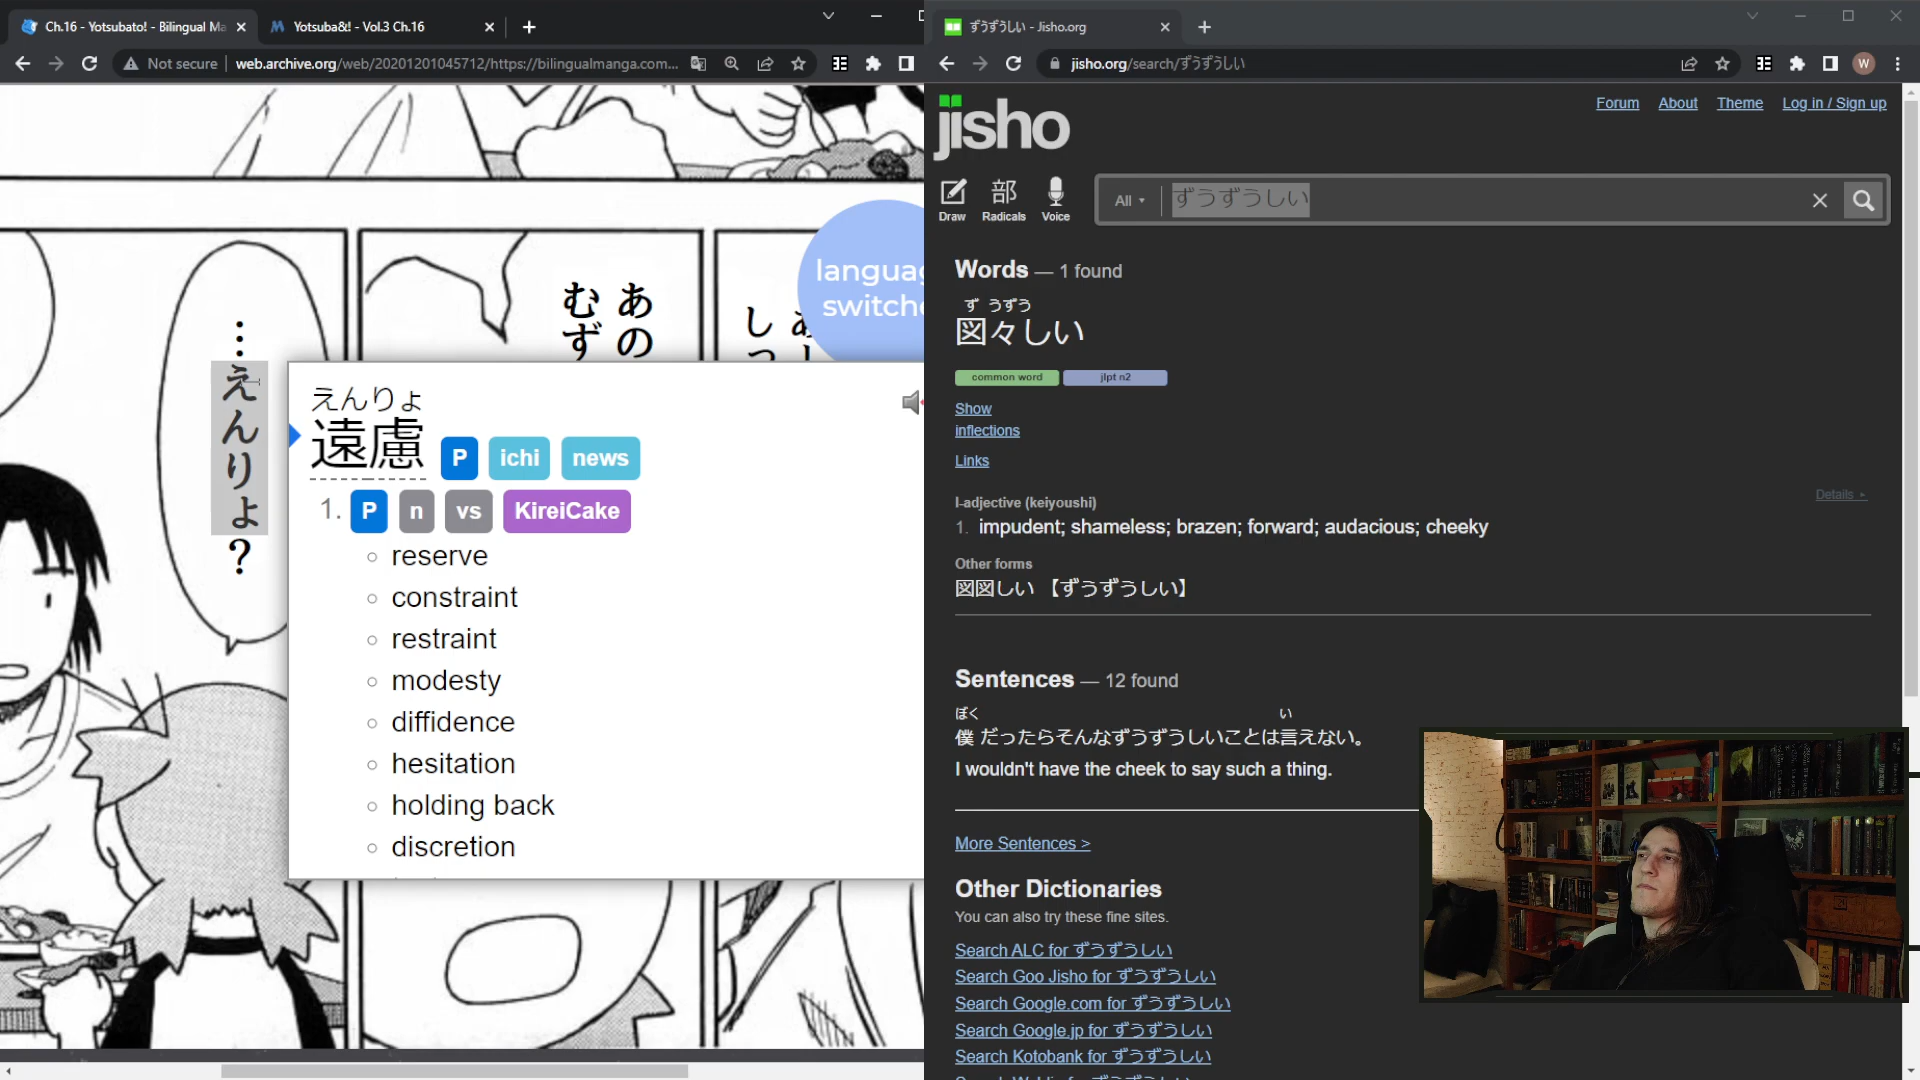 Ch.16 - Yotsubato! - Bilingual Ma
Yotsuba&! - Vol.3 Ch.16
Not secure
web.archive.org/web/20201201045712/https://bilingualmanga.com...
languag
switche
あの
むず
しっ
…えんりょ?
えんりょ
遠慮
P
ichi
news
1.
P
n
vs
KireiCake
reserve
constraint
restraint
modesty
diffidence
hesitation
holding back
discretion
ずうずうしい - Jisho.org
jisho.org/search/ずうずうしい
W
jisho
Forum
About
Theme
Log in / Sign up
Draw
部
Radicals
Voice
All
ずうずうしい
Words — 1 found
ず うずう
図々しい
common word
jlpt n2
Show
inflections
Links
I-adjective (keiyoushi)
Details
1. impudent; shameless; brazen; forward; audacious; cheeky
Other forms
図図しい 【ずうずうしい】
Sentences — 12 found
ぼく い
僕 だったらそんなずうずうしいことは言えない。
I wouldn't have the cheek to say such a thing.
More Sentences >
Other Dictionaries
You can also try these fine sites.
Search ALC for ずうずうしい
Search Goo Jisho for ずうずうしい
Search Google.com for ずうずうしい
Search Google.jp for ずうずうしい
Search Kotobank for ずうずうしい